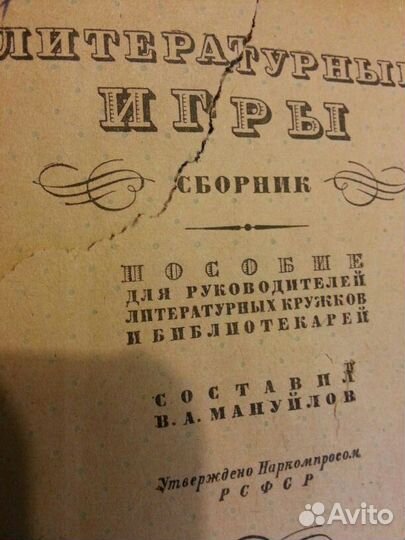 ЛИТЕРАТУРНЫЕ
ИГРЫ
СБОРНИК
ПОСОБИЕ
ДЛЯ РУКОВОДИТЕЛЕЙ
ЛИТЕРАТУРНЫХ КРУЖКОВ
И БИБЛИОТЕКАРЕЙ
СОСТАВИЛ
В. А. МАНУЙЛОВ
Утверждено Наркомпросом
РСФСР
Avito